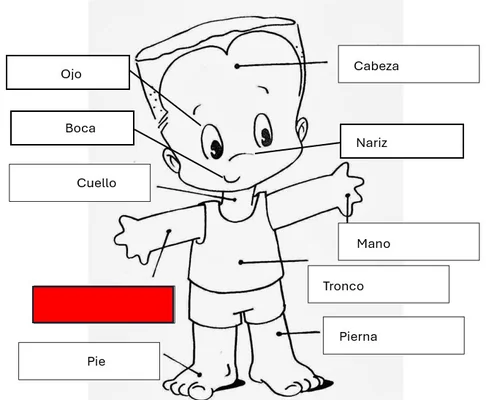 Ojo
Cabeza
Boca
Nariz
Cuello
Mano
Tronco
Pierna
Pie